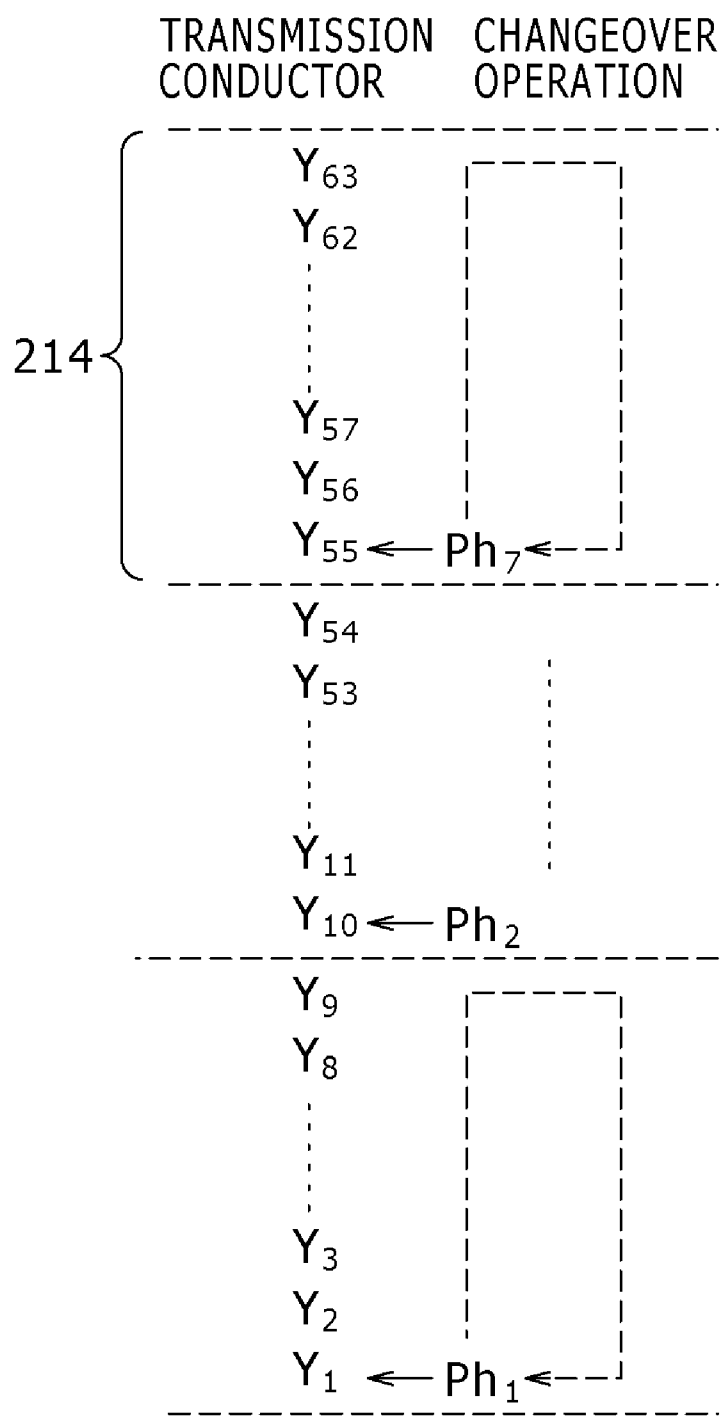 TRANSMISSION CONDUCTOR
CHANGEOVER OPERATION
Y63
Y62
214
Y57
Y56
Y55 Ph7
Y54
Y53
Y11
Y10 Ph2
Y9
Y8
Y3
Y2
Y1 Ph1